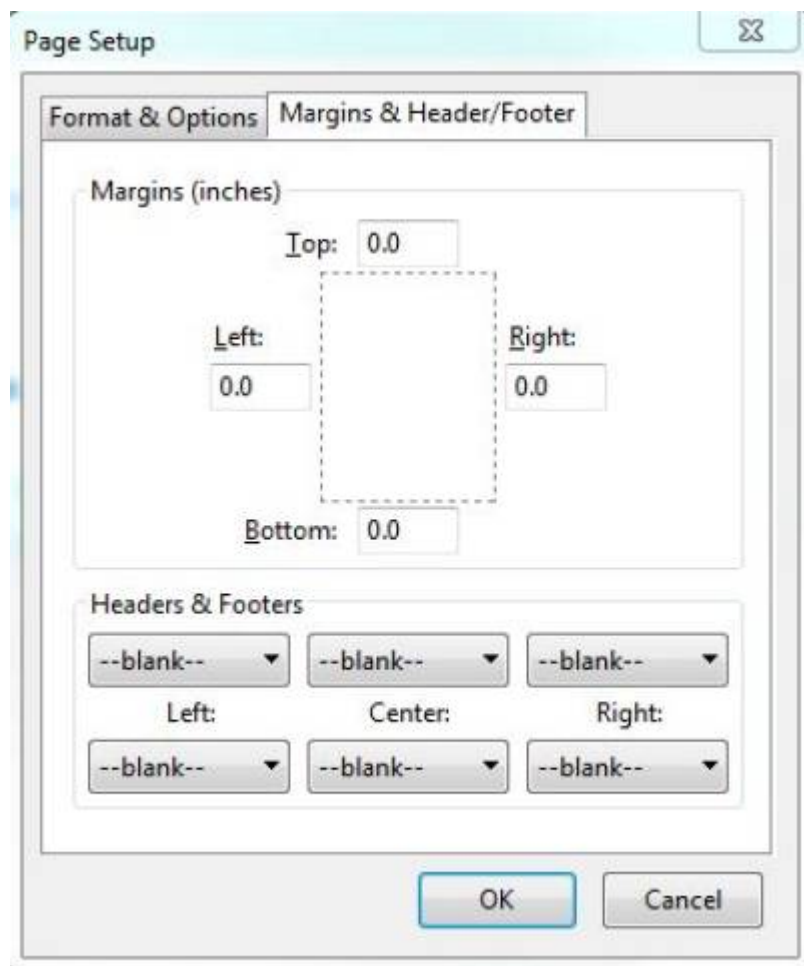 Page Setup
Format & Options Margins & Header/Footer
Margins (inches)
Top: 0.0
Left: Right:
0.0 0.0
Bottom: 0.0
Headers & Footers
--blank-- --blank-- --blank--
Left: Center: Right:
--blank-- --blank-- --blank--
OK Cancel